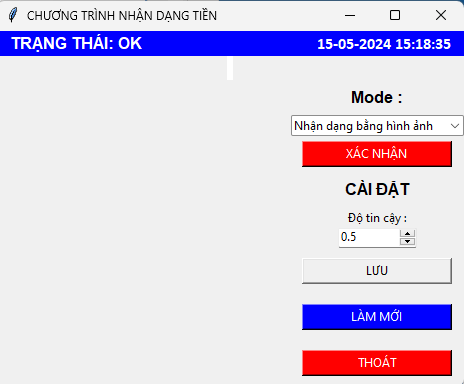 CHƯƠNG TRÌNH NHẬN DẠNG TIỀN
TRẠNG THÁI: OK 15-05-2024 15:18:35
Mode :
Nhận dạng bằng hình ảnh
XÁC NHẬN
CÀI ĐẶT
Độ tin cậy :
0.5
LƯU
LÀM MỚI
THOÁT